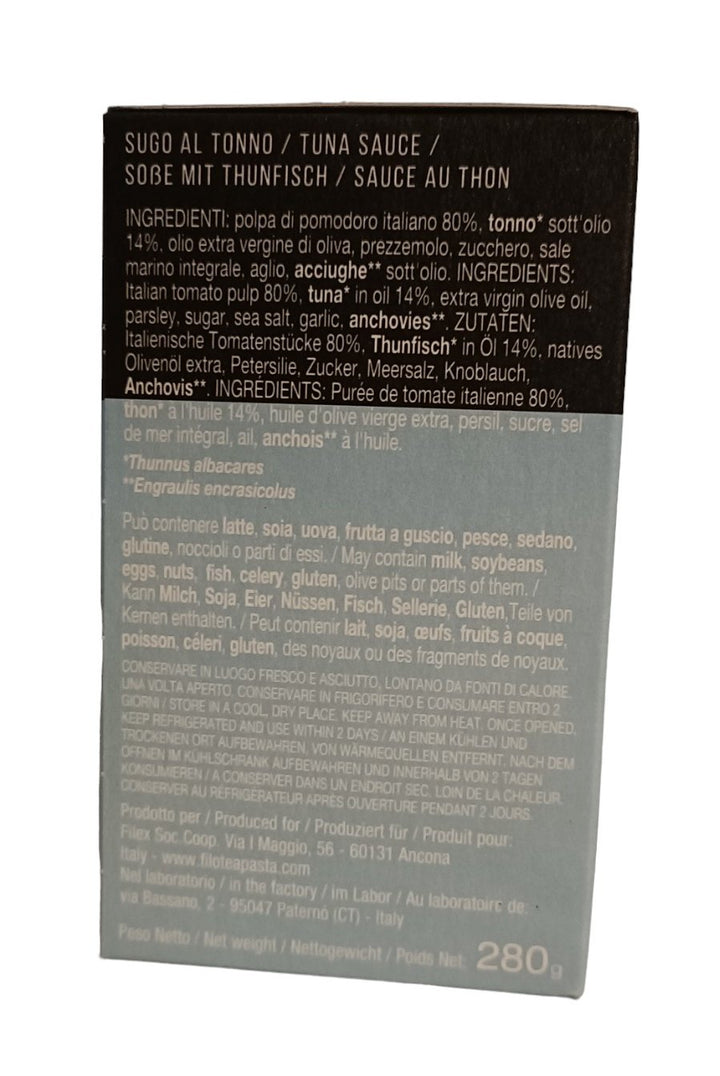 SUGO AL TONNO / TUNA SAUCE /
SOßE MIT THUNFISCH / SAUCE AU THON
INGREDIENTI: polpa di pomodoro italiano 80%, tonno* sott'olio
14%, olio extra vergine di oliva, prezzemolo, zucchero, sale
marino integrale, aglio, acciughe** sott'olio. INGREDIENTS:
Italian tomato pulp 80%, tuna* in oil 14%, extra virgin olive oil,
parsley, sugar, sea salt, garlic, anchovies**. ZUTATEN:
Italienische Tomatenstücke 80%, Thunfisch* in Öl 14%, natives
Olivenöl extra, Petersilie, Zucker, Meersalz, Knoblauch,
Anchovis**. INGRÉDIENTS: Purée de tomate italienne 80%,
thon* à l'huile 14%, huile d'olive vierge extra, persil, sucre, sel
de mer intégral, ail, anchois** à l'huile.
*Thunnus albacares
**Engraulis encrasicolus
Può contenere latte, soia, uova, frutta a guscio, pesce, sedano,
glutine, noccioli o parti di essi. / May contain milk, soybeans,
eggs, nuts, fish, celery, gluten, olive pits or parts of them. /
Kann Milch, Soja, Eier, Nüssen, Fisch, Sellerie, Gluten,Teile von
Kernen enthalten. / Peut contenir lait, soja, œufs, fruits à coque,
poisson, céleri, gluten, des noyaux ou des fragments de noyaux.
CONSERVARE IN LUOGO FRESCO E ASCIUTTO, LONTANO DA FONTI DI CALORE.
UNA VOLTA APERTO, CONSERVARE IN FRIGORIFERO E CONSUMARE ENTRO 2
GIORNI / STORE IN A COOL, DRY PLACE, KEEP AWAY FROM HEAT. ONCE OPENED,
KEEP REFRIGERATED AND USE WITHIN 2 DAYS / AN EINEM KÜHLEN UND
TROCKENEN ORT AUFBEWAHREN, VON WÄRMEQUELLEN ENTFERNT. NACH DEM
ÖFFNEN IM KÜHLSCHRANK AUFBEWAHREN UND INNERHALB VON 2 TAGEN
KONSUMIEREN / A CONSERVER DANS UN ENDROIT SEC, LOIN DE LA CHALEUR.
CONSERVER AU RÉFRIGÉRATEUR APRÈS OUVERTURE PENDANT 2 JOURS.
Prodotto per / Produced for / Produziert für / Produit pour:
Filex Soc.Coop. Via I Maggio, 56 - 60131 Ancona
Italy - www.filoteapasta.com
Nel laboratorio / in the factory / im Labor / Au laboratoire de:
via Bassano, 2 - 95047 Paternò (CT) - Italy
Peso Netto / Net weight / Nettogewicht / Poids Net: 280g